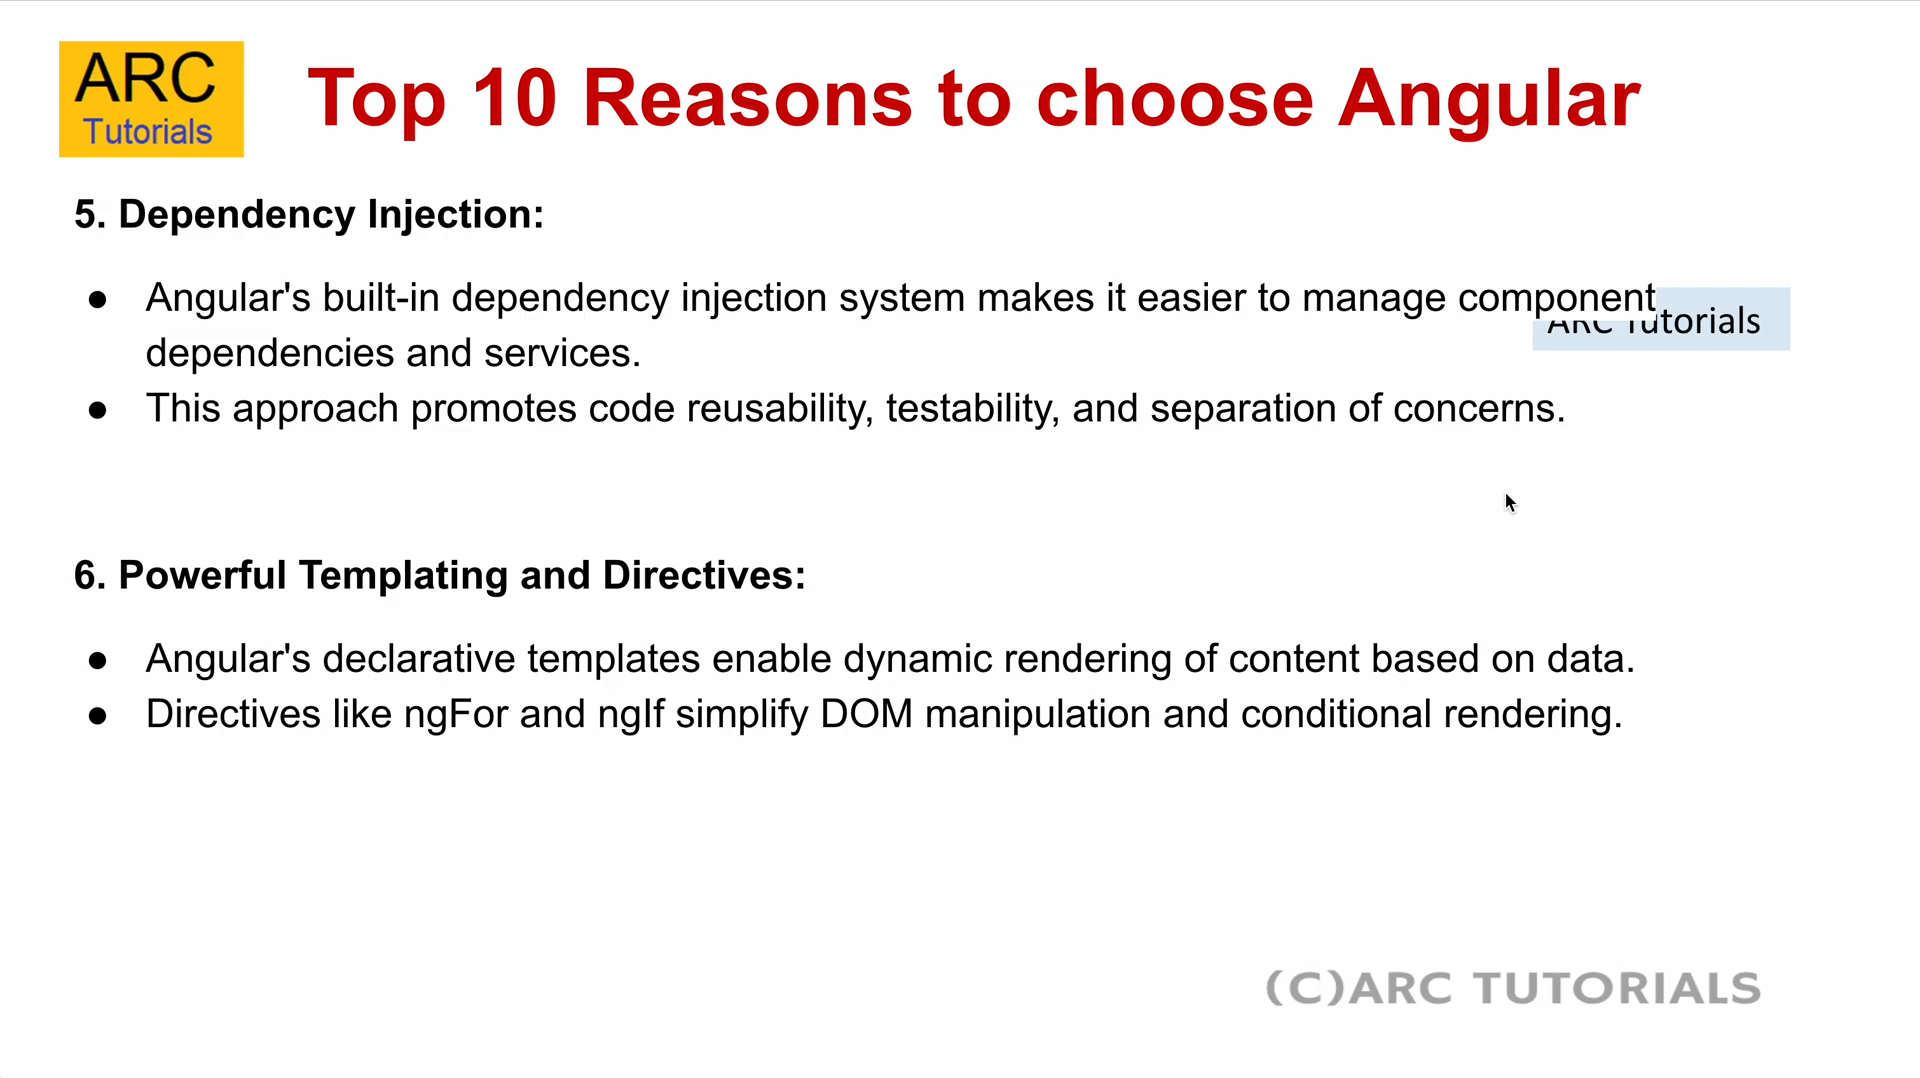 ARC
Tutorials
Top 10 Reasons to choose Angular
5. Dependency Injection:
● Angular's built-in dependency injection system makes it easier to manage component
ARC Tutorials
dependencies and services.
● This approach promotes code reusability, testability, and separation of concerns.
6. Powerful Templating and Directives:
● Angular's declarative templates enable dynamic rendering of content based on data.
● Directives like ngFor and ngIf simplify DOM manipulation and conditional rendering.
(C)ARC TUTORIALS